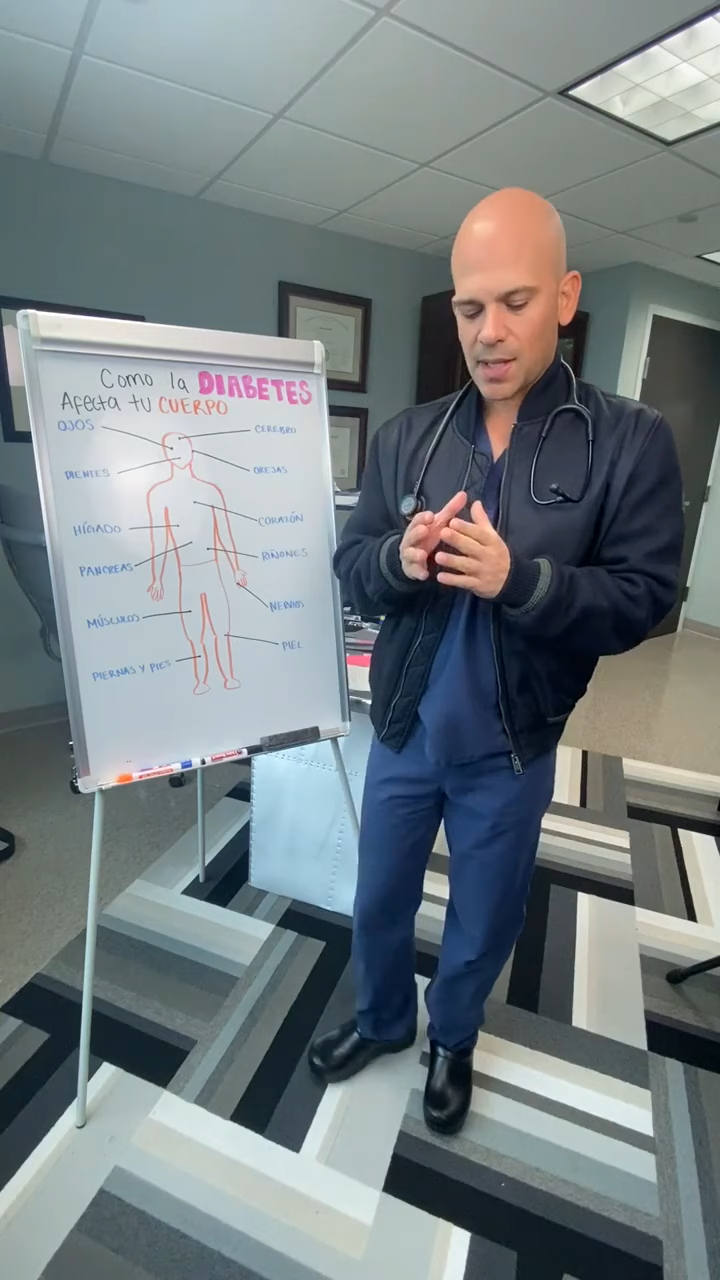 Como la DIABETES
Afecta tu CUERPO
OJOS
CEREBRO
DIENTES
OREJAS
HÍGADO
CORAZÓN
PANCREAS
RIÑONES
MÚSCULOS
NERVIOS
PIEL
PIERNAS Y PIES